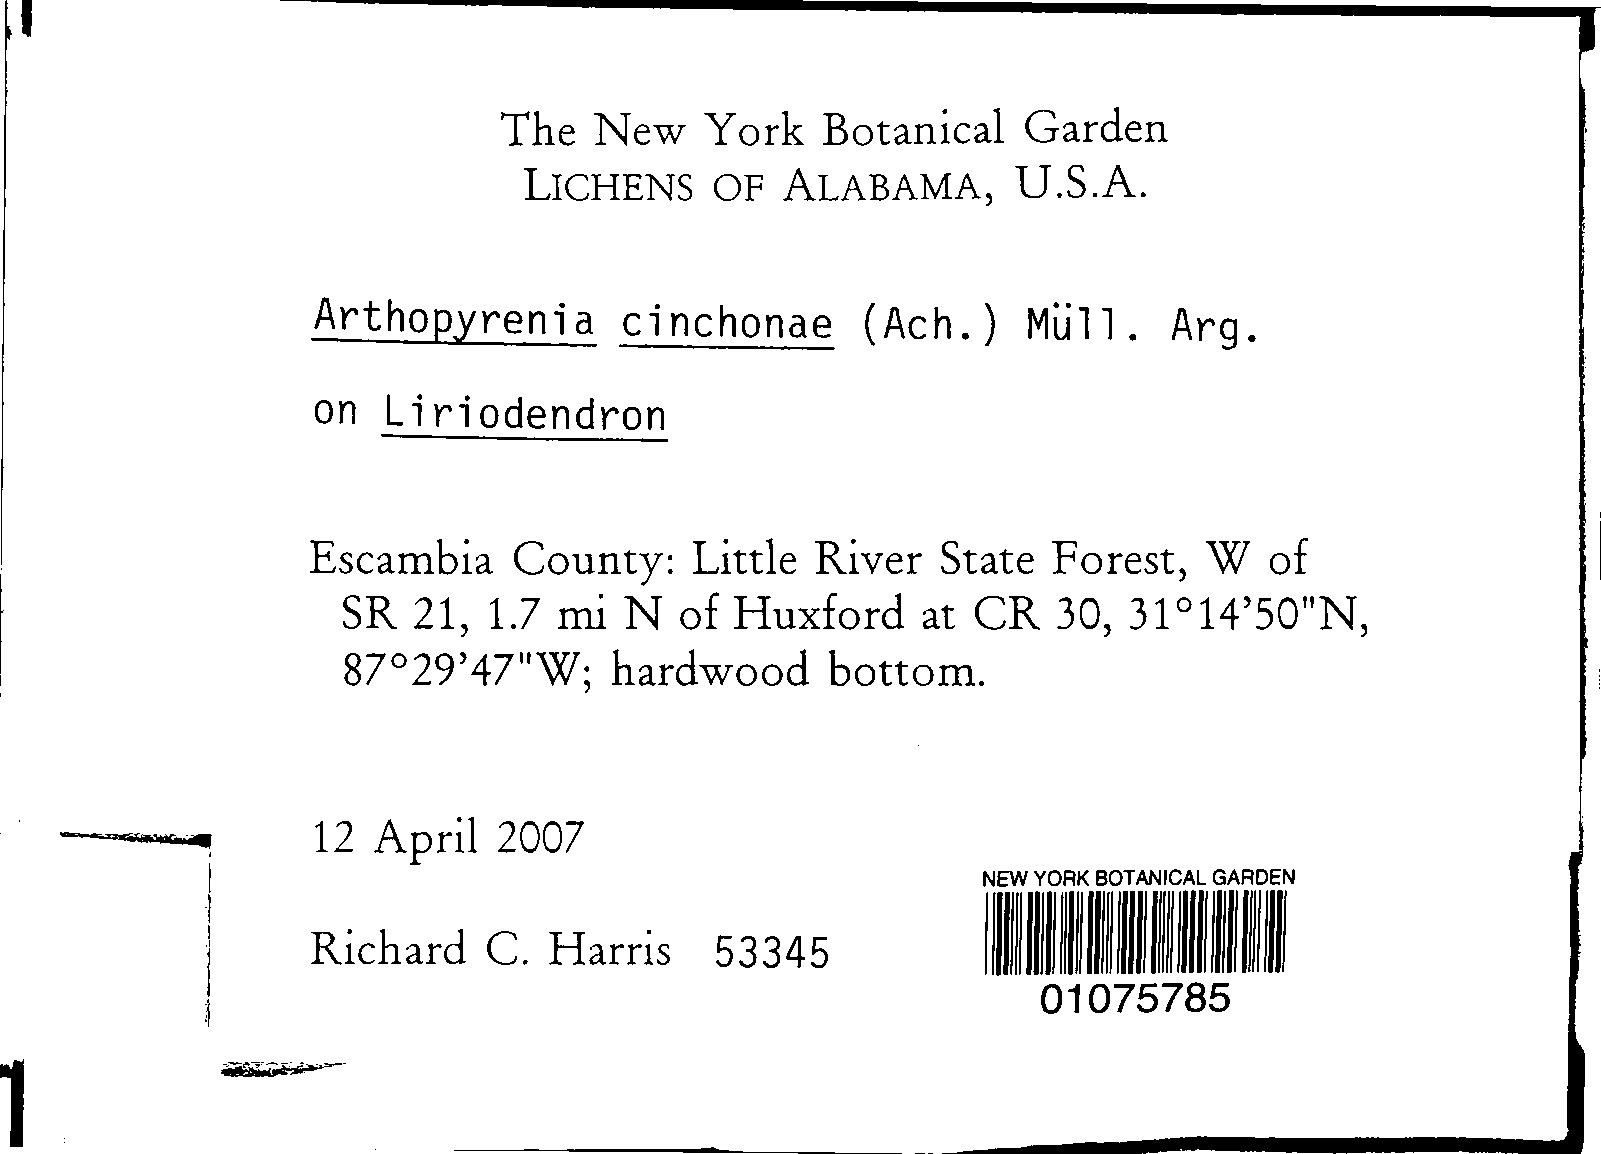 The New York Botanical Garden
LICHENS OF ALABAMA, U.S.A.
Arthopyrenia cinchonae (Ach.) Müll. Arg.
on Liriodendron
Escambia County: Little River State Forest, W of
SR 21, 1.7 mi N of Huxford at CR 30, 31°14'50"N,
87°29'47"W; hardwood bottom.
12 April 2007
NEW YORK BOTANICAL GARDEN
Richard C. Harris 53345
01075785